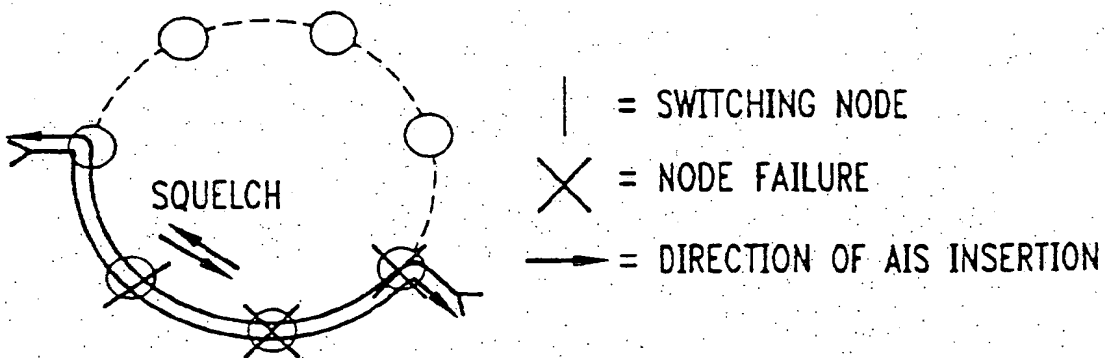 = SWITCHING NODE
SQUELCH
= NODE FAILURE
= DIRECTION OF AIS INSERTION